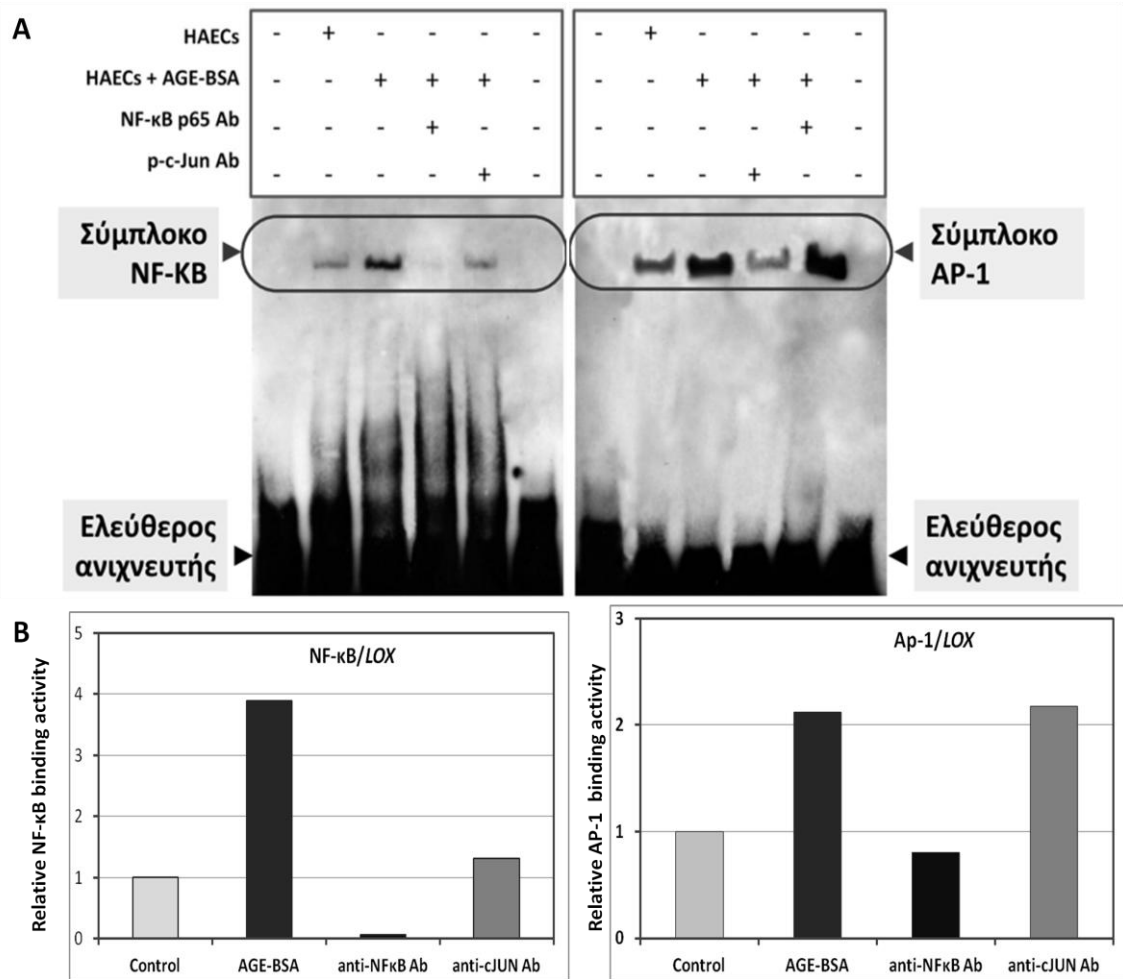 A
HAECs
- + - - - -
- + - - - -
HAECs + AGE-BSA
- - + + + -
- - + + + -
NF-κB p65 Ab
- - - + - -
- - - - + -
p-c-Jun Ab
- - - - + -
- - - + - -
Σύμπλοκο
NF-KB
Σύμπλοκο
AP-1
Ελεύθερος
ανιχνευτής
Ελεύθερος
ανιχνευτής
B
NF-κB/LOX
Relative NF-κB binding activity
5
4
3
2
1
0
Control
AGE-BSA
anti-NFκB Ab
anti-cJUN Ab
Ap-1/LOX
Relative AP-1 binding activity
3
2
1
0
Control
AGE-BSA
anti-NFκB Ab
anti-cJUN Ab